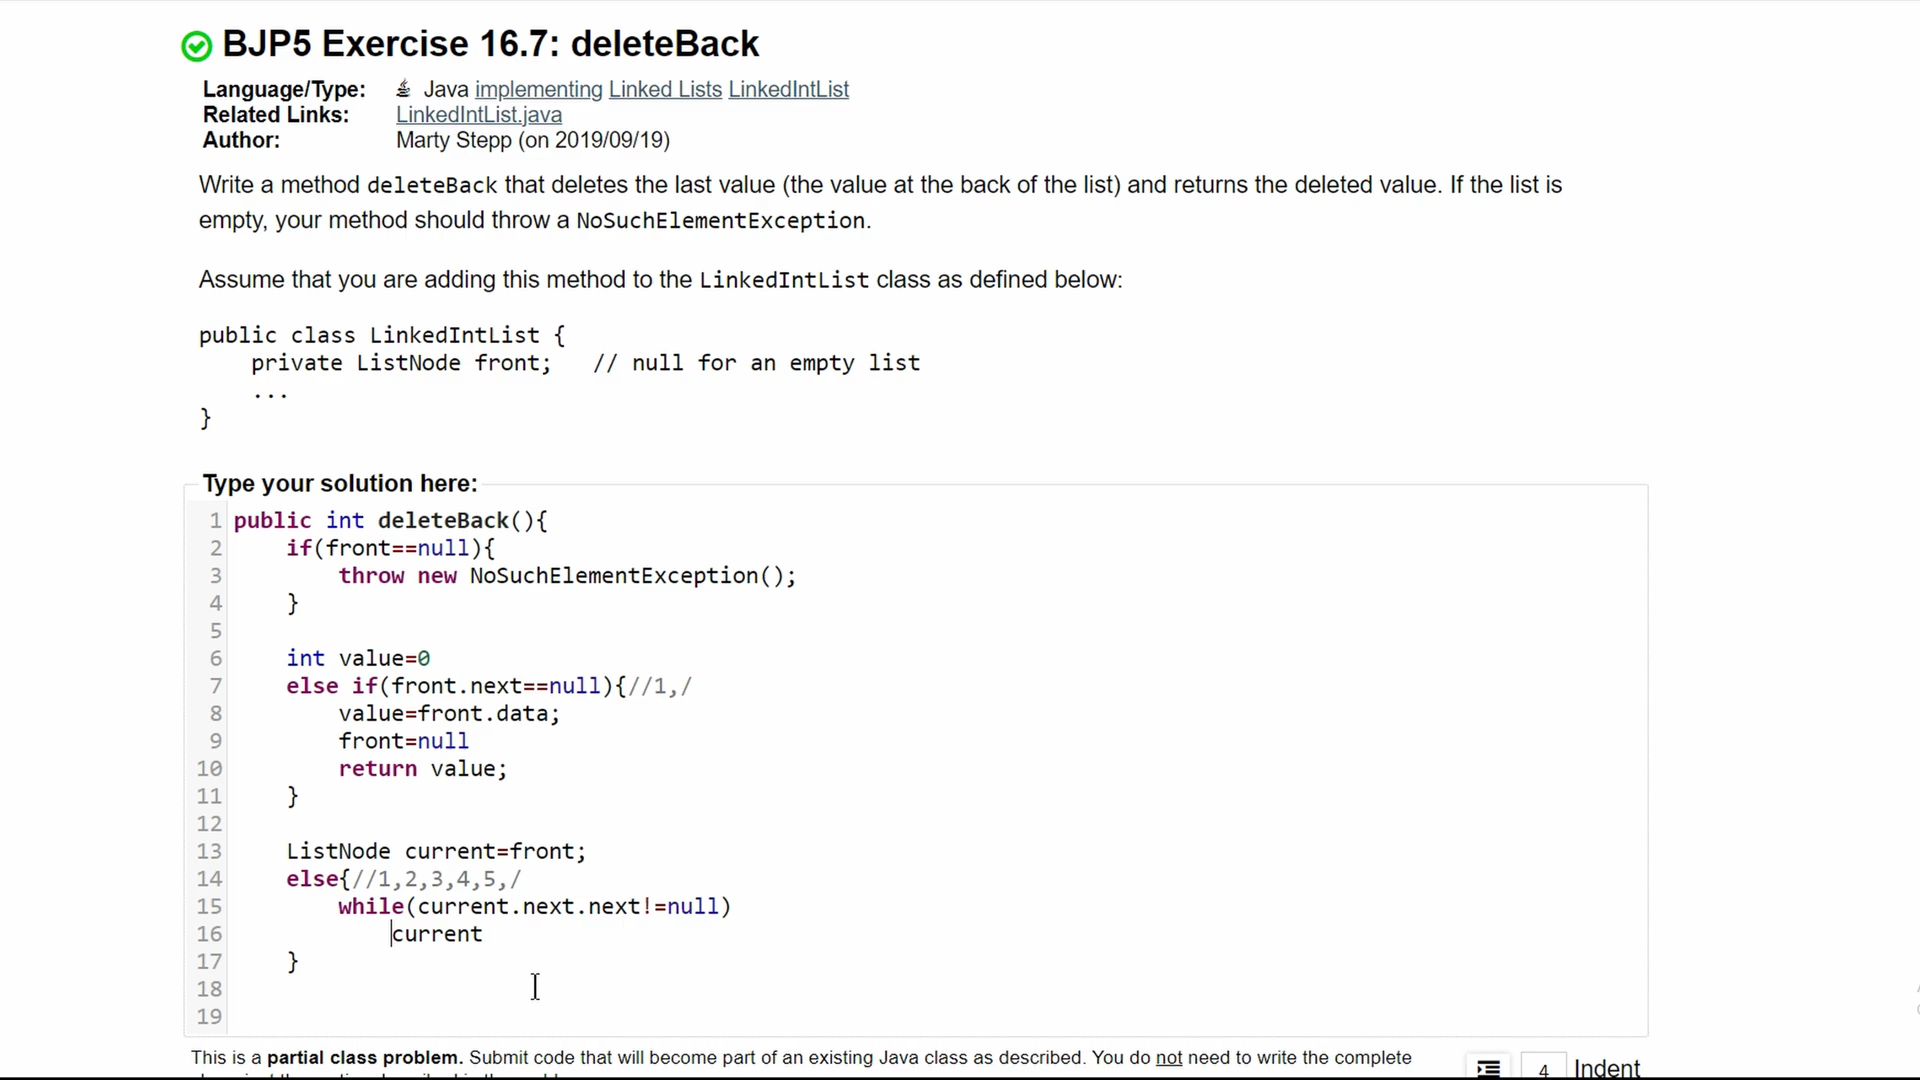 BJP5 Exercise 16.7: deleteBack
Language/Type: Java implementing Linked Lists LinkedIntList
Related Links: LinkedIntList.java
Author: Marty Stepp (on 2019/09/19)
Write a method deleteBack that deletes the last value (the value at the back of the list) and returns the deleted value. If the list is
empty, your method should throw a NoSuchElementException.
Assume that you are adding this method to the LinkedIntList class as defined below:
public class LinkedIntList {
    private ListNode front;   // null for an empty list
    ...
}
Type your solution here:
1 public int deleteBack(){
2     if(front==null){
3         throw new NoSuchElementException();
4     }
5
6     int value=0
7     else if(front.next==null){//1,/
8         value=front.data;
9         front=null
10         return value;
11     }
12
13     ListNode current=front;
14     else{//1,2,3,4,5,/
15         while(current.next.next!=null)
16             current
17     }
18
19
This is a partial class problem. Submit code that will become part of an existing Java class as described. You do not need to write the complete
4 Indent